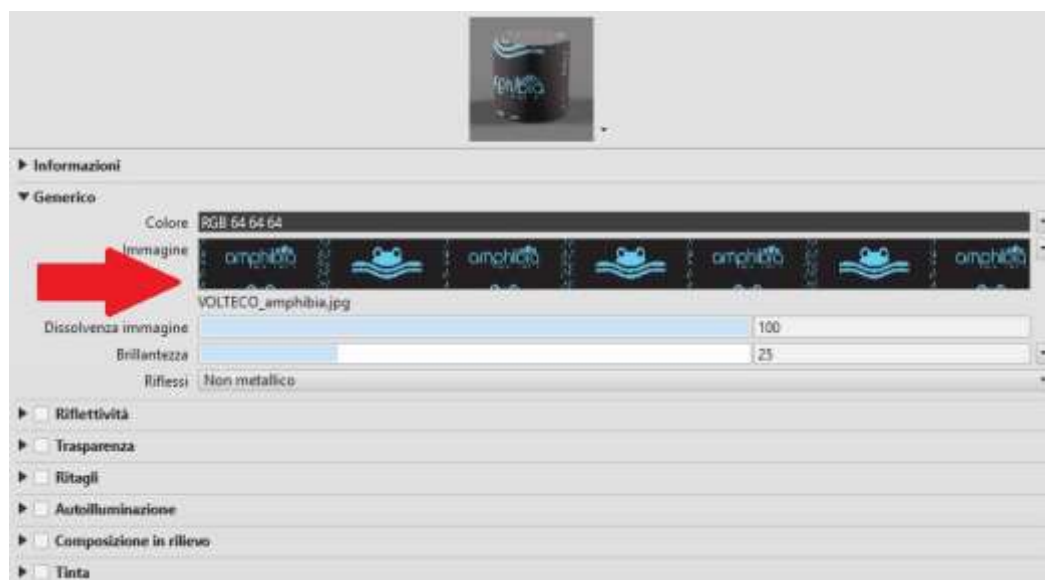 phibia
Informazioni
Generico
Colore RGB 64 64 64
Immagine amphibia amphibia amphibia amphibia
VOLTECO_amphibia.jpg
Dissolvenza immagine 100
Brillantezza 25
Riflessi Non metallico
Riflettività
Trasparenza
Ritagli
Autoilluminazione
Composizione in rilievo
Tinta